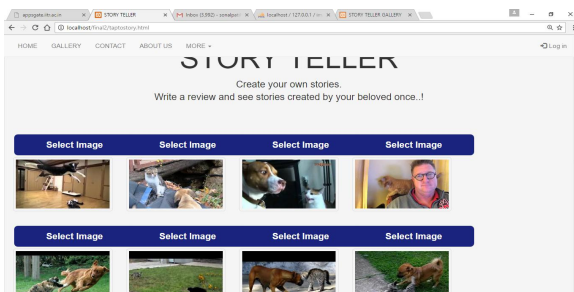 appsgate.ntr.ac.in STORY TELLER Inbox (3,592) - localhost / 127.0.0.1 / STORY TELLER GALLERY
localhost/final2/taptostory.html
HOME GALLERY CONTACT ABOUT US MORE Log in
STORY TELLER
Create your own stories.
Write a review and see stories created by your beloved once..!
Select Image Select Image Select Image Select Image
Select Image Select Image Select Image Select Image